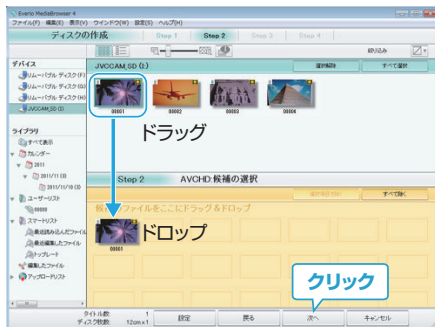 Everio MediaBrowser 4
ファイル(F) 編集(E) 表示(V) ウインドウ(W) 設定(S) ヘルプ(H)
ディスクの作成 Step 1 Step 2 Step 3 Step 4
絞り込み
デバイス
リムーバブル ディスク(F)
リムーバブル ディスク(G)
リムーバブル ディスク(H)
JVCCAM_SD (I:)
JVCCAM_SD (I:) 選択解除 すべて選択
00001 00002 00003 00004
ドラッグ
ライブラリ
すべて表示
カレンダー
2011
2011/11 (3)
2011/11/10 (3)
ユーザーリスト
00000
スマートリスト
最近読み込んだファイル
最近編集したファイル
トップレート
編集したファイル
アップロードリスト
Step 2 AVCHD:候補の選択
選択項目を除く すべて除く
候補のファイルをここにドラッグ&ドロップ
ドロップ
00001
クリック
タイトル数: 1
ディスク枚数: 12cm×1
設定 戻る 次へ キャンセル